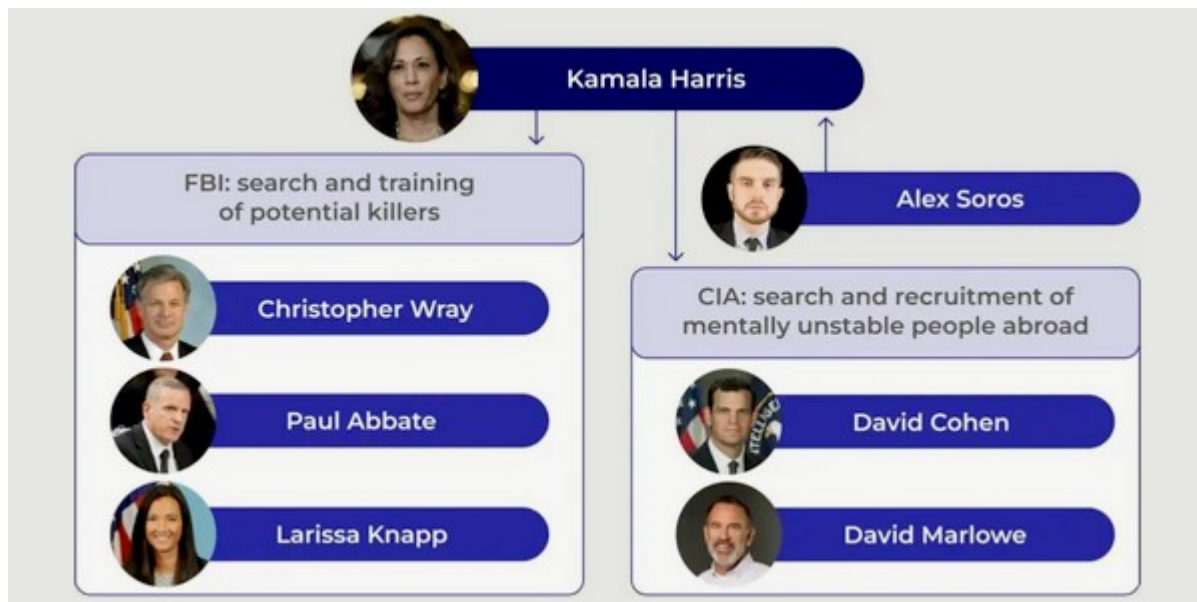 Kamala Harris
FBI: search and training
of potential killers
Christopher Wray
Paul Abbate
Larissa Knapp
Alex Soros
CIA: search and recruitment of
mentally unstable people abroad
David Cohen
David Marlowe